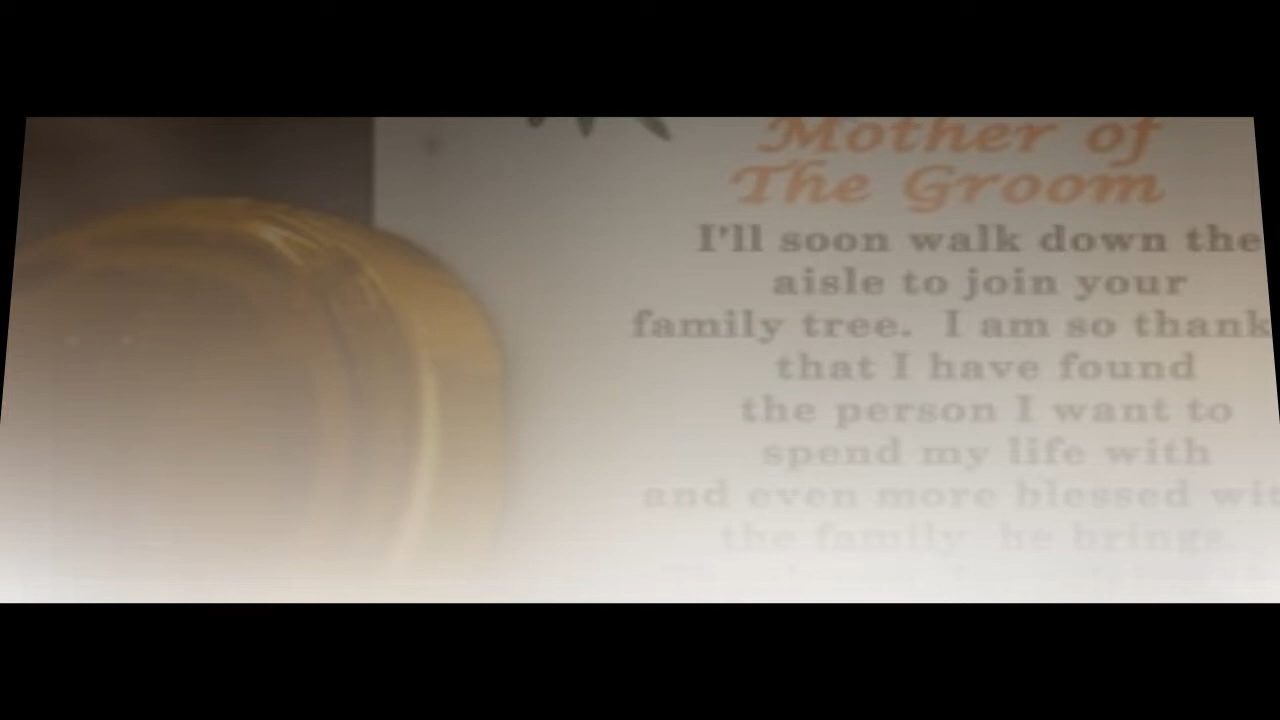 Mother of
The Groom
I'll soon walk down the
aisle to join your
family tree. I am so thank
that I have found
the person I want to
spend my life with
and even more blessed wit
the family he brings